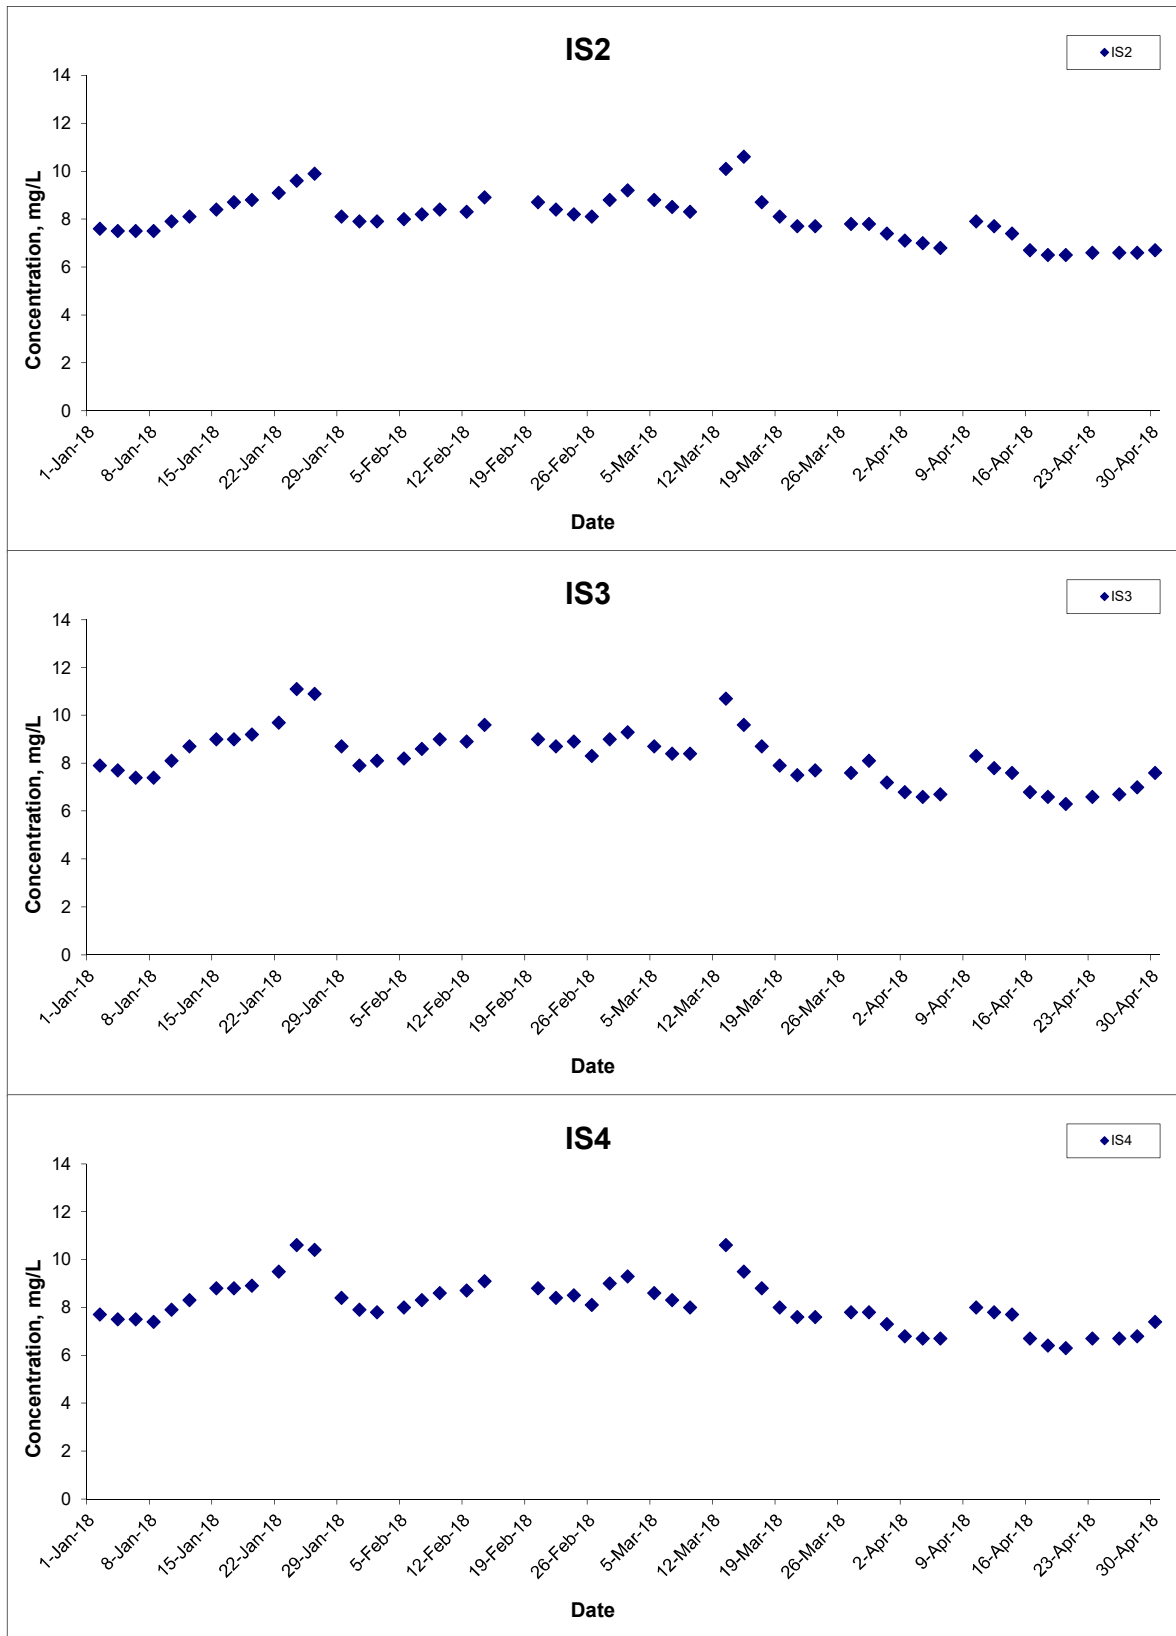 IS2
IS2
14
12
10
8
6
4
2
0
Concentration, mg/L
1-Jan-18
8-Jan-18
15-Jan-18
22-Jan-18
29-Jan-18
5-Feb-18
12-Feb-18
19-Feb-18
26-Feb-18
5-Mar-18
12-Mar-18
19-Mar-18
26-Mar-18
2-Apr-18
9-Apr-18
16-Apr-18
23-Apr-18
30-Apr-18
Date
IS3
IS3
14
12
10
8
6
4
2
0
Concentration, mg/L
1-Jan-18
8-Jan-18
15-Jan-18
22-Jan-18
29-Jan-18
5-Feb-18
12-Feb-18
19-Feb-18
26-Feb-18
5-Mar-18
12-Mar-18
19-Mar-18
26-Mar-18
2-Apr-18
9-Apr-18
16-Apr-18
23-Apr-18
30-Apr-18
Date
IS4
IS4
14
12
10
8
6
4
2
0
Concentration, mg/L
1-Jan-18
8-Jan-18
15-Jan-18
22-Jan-18
29-Jan-18
5-Feb-18
12-Feb-18
19-Feb-18
26-Feb-18
5-Mar-18
12-Mar-18
19-Mar-18
26-Mar-18
2-Apr-18
9-Apr-18
16-Apr-18
23-Apr-18
30-Apr-18
Date